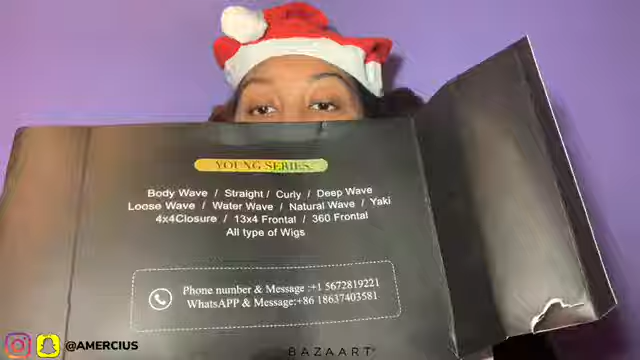 YOUNG SERIES
Body Wave / Straight / Curly / Deep Wave
Loose Wave / Water Wave / Natural Wave / Yaki
4x4Closure / 13x4 Frontal / 360 Frontal
All type of Wigs
Phone number & Message :+1 5672819221
WhatsAPP & Message:+86 18637403581
@AMERCIUS
BAZAART